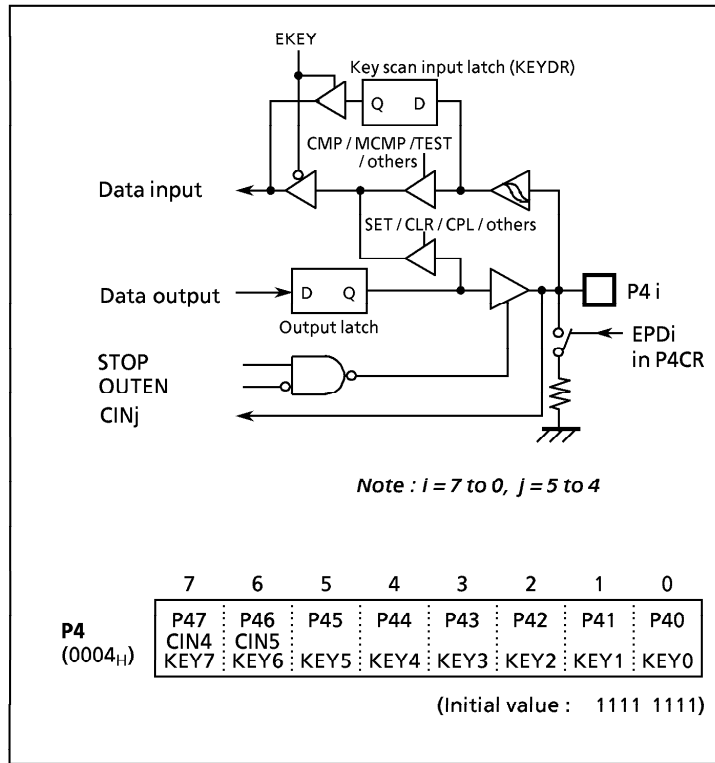 EKEY
Key scan input latch (KEYDR)
Q D
CMP / MCMP /TEST
/ others
Data input
SET / CLR / CPL / others
Data output
D Q
P4 i
Output latch
EPDi
in P4CR
STOP
OUTEN
CINj
Note : i = 7 to 0, j = 5 to 4
7 6 5 4 3 2 1 0
P4
(0004H)
P47 P46 P45 P44 P43 P42 P41 P40
CIN4 CIN5
KEY7 KEY6 KEY5 KEY4 KEY3 KEY2 KEY1 KEY0
(Initial value : 1111 1111)